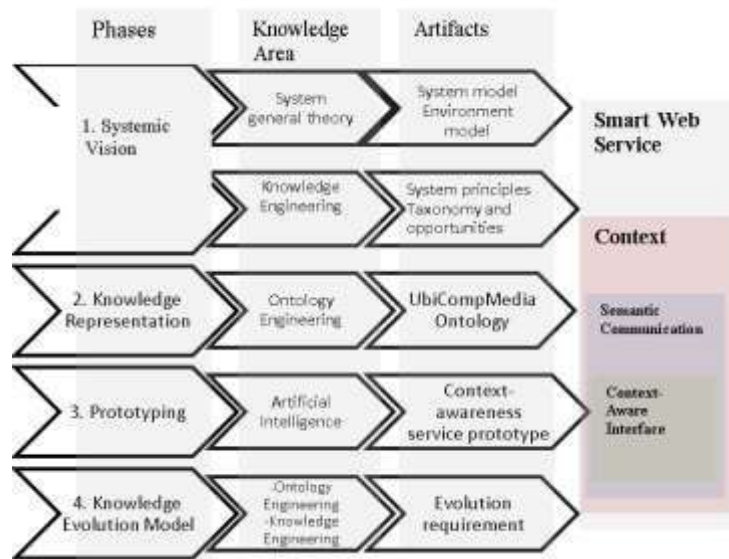 Phases
Knowledge
Area
Artifacts
1. Systemic
Vision
System
general theory
System model
Environment
model
Knowledge
Engineering
System principles
Taxonomy and
opportunities
2. Knowledge
Representation
Ontology
Engineering
UbiCompMedia
Ontology
3. Prototyping
Artificial
Intelligence
Context-
awareness
service prototype
4. Knowledge
Evolution Model
-Ontology
Engineering
-Knowledge
Engineering
Evolution
requirement
Smart Web
Service
Context
Semantic
Communication
Context-
Aware
Interface